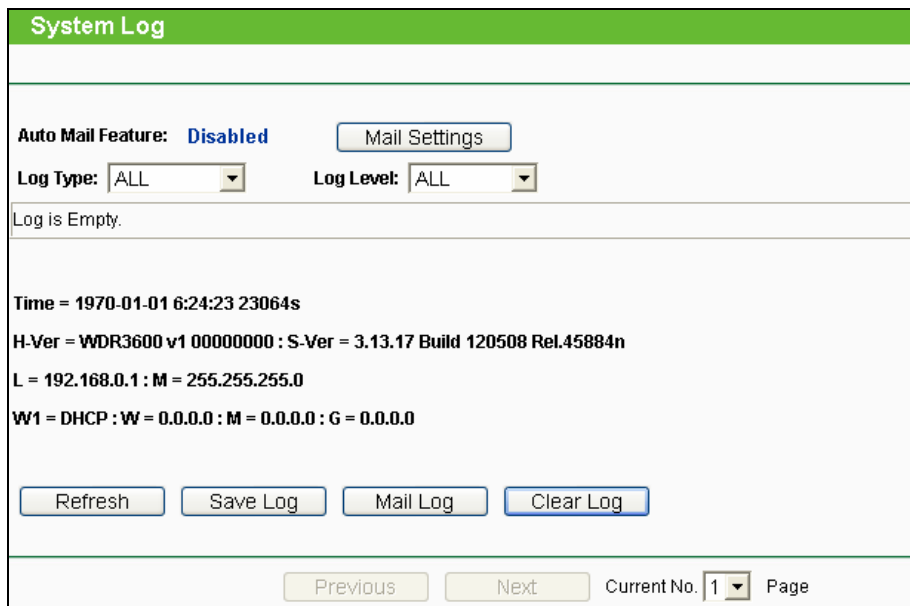 System Log
Auto Mail Feature: Disabled Mail Settings
Log Type: ALL Log Level: ALL
Log is Empty.
Time = 1970-01-01 6:24:23 23064s
H-Ver = WDR3600 v1 00000000 : S-Ver = 3.13.17 Build 120508 Rel.45884n
L = 192.168.0.1 : M = 255.255.255.0
W1 = DHCP : W = 0.0.0.0 : M = 0.0.0.0 : G = 0.0.0.0
Refresh Save Log Mail Log Clear Log
Previous Next Current No. 1 Page